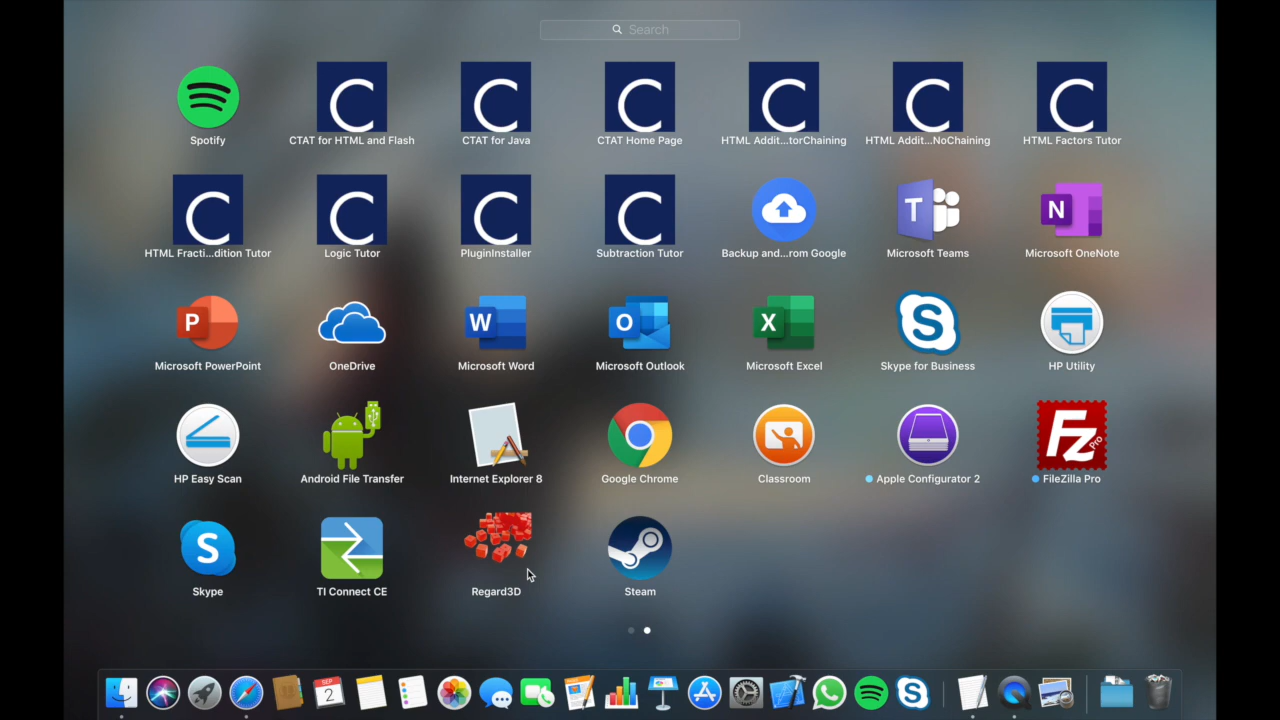 Search
Spotify
CTAT for HTML and Flash
CTAT for Java
CTAT Home Page
HTML Addit...torChaining
HTML Addit...NoChaining
HTML Factors Tutor
HTML Fracti...dition Tutor
Logic Tutor
PluginInstaller
Subtraction Tutor
Backup and...rom Google
Microsoft Teams
Microsoft OneNote
Microsoft PowerPoint
OneDrive
Microsoft Word
Microsoft Outlook
Microsoft Excel
Skype for Business
HP Utility
HP Easy Scan
Android File Transfer
Internet Explorer 8
Google Chrome
Classroom
Apple Configurator 2
FileZilla Pro
Skype
TI Connect CE
Regard3D
Steam
SEP
2